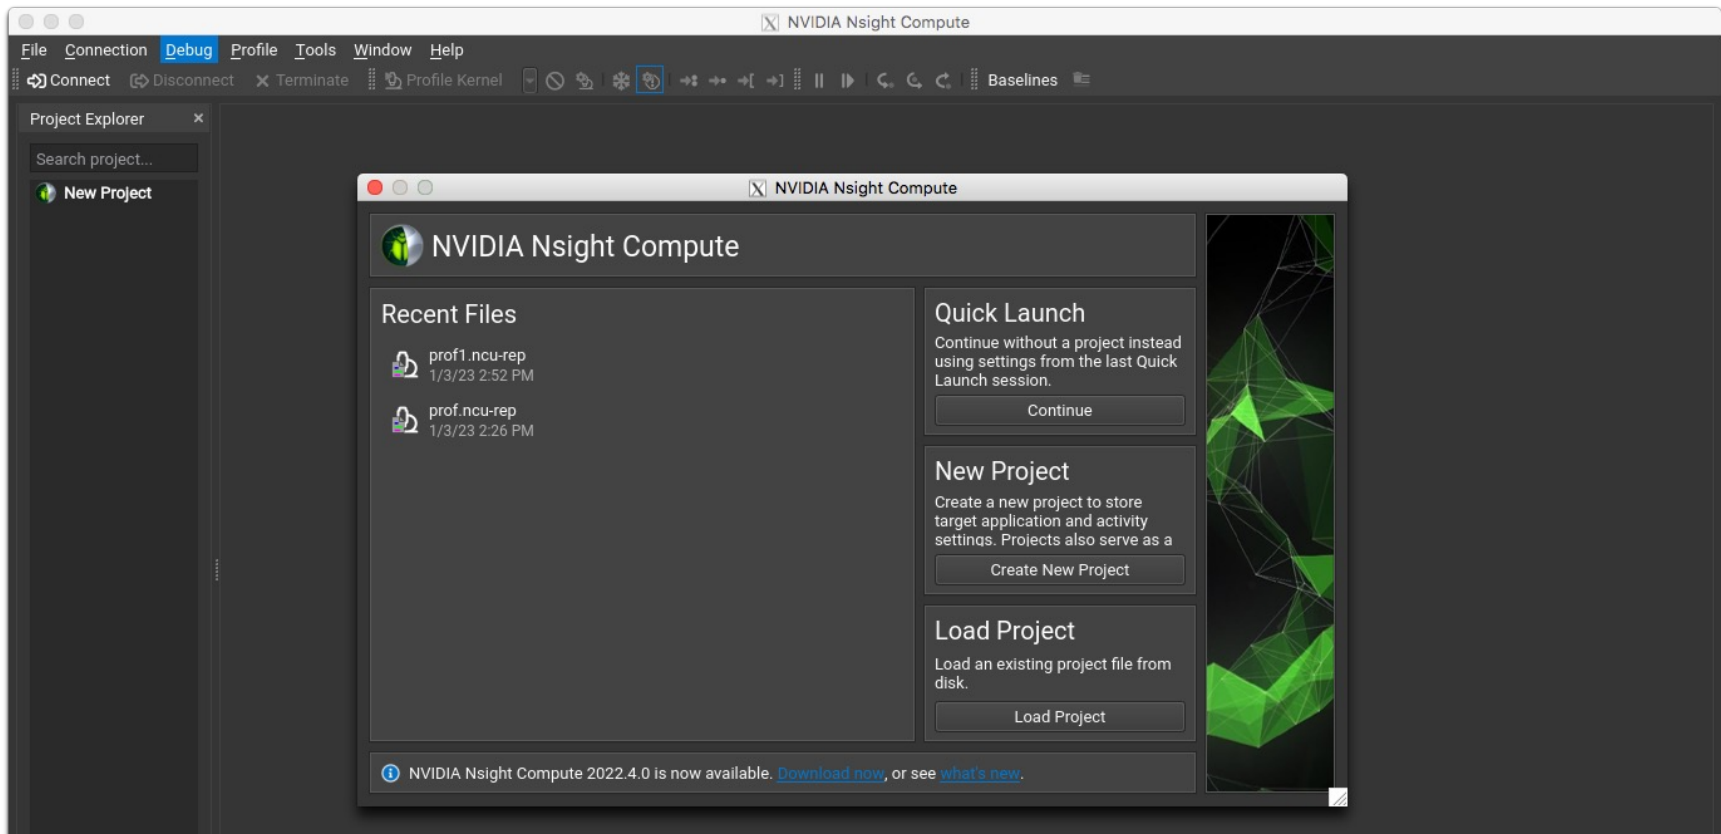 NVIDIA Nsight Compute
File Connection Debug Profile Tools Window Help
Connect Disconnect Terminate Profile Kernel Baselines
Project Explorer
Search project...
New Project
NVIDIA Nsight Compute
NVIDIA Nsight Compute
Recent Files
prof1.ncu-rep
1/3/23 2:52 PM
prof.ncu-rep
1/3/23 2:26 PM
Quick Launch
Continue without a project instead
using settings from the last Quick
Launch session.
Continue
New Project
Create a new project to store
target application and activity
settings. Projects also serve as a
Create New Project
Load Project
Load an existing project file from
disk.
Load Project
NVIDIA Nsight Compute 2022.4.0 is now available. Download now, or see what's new.